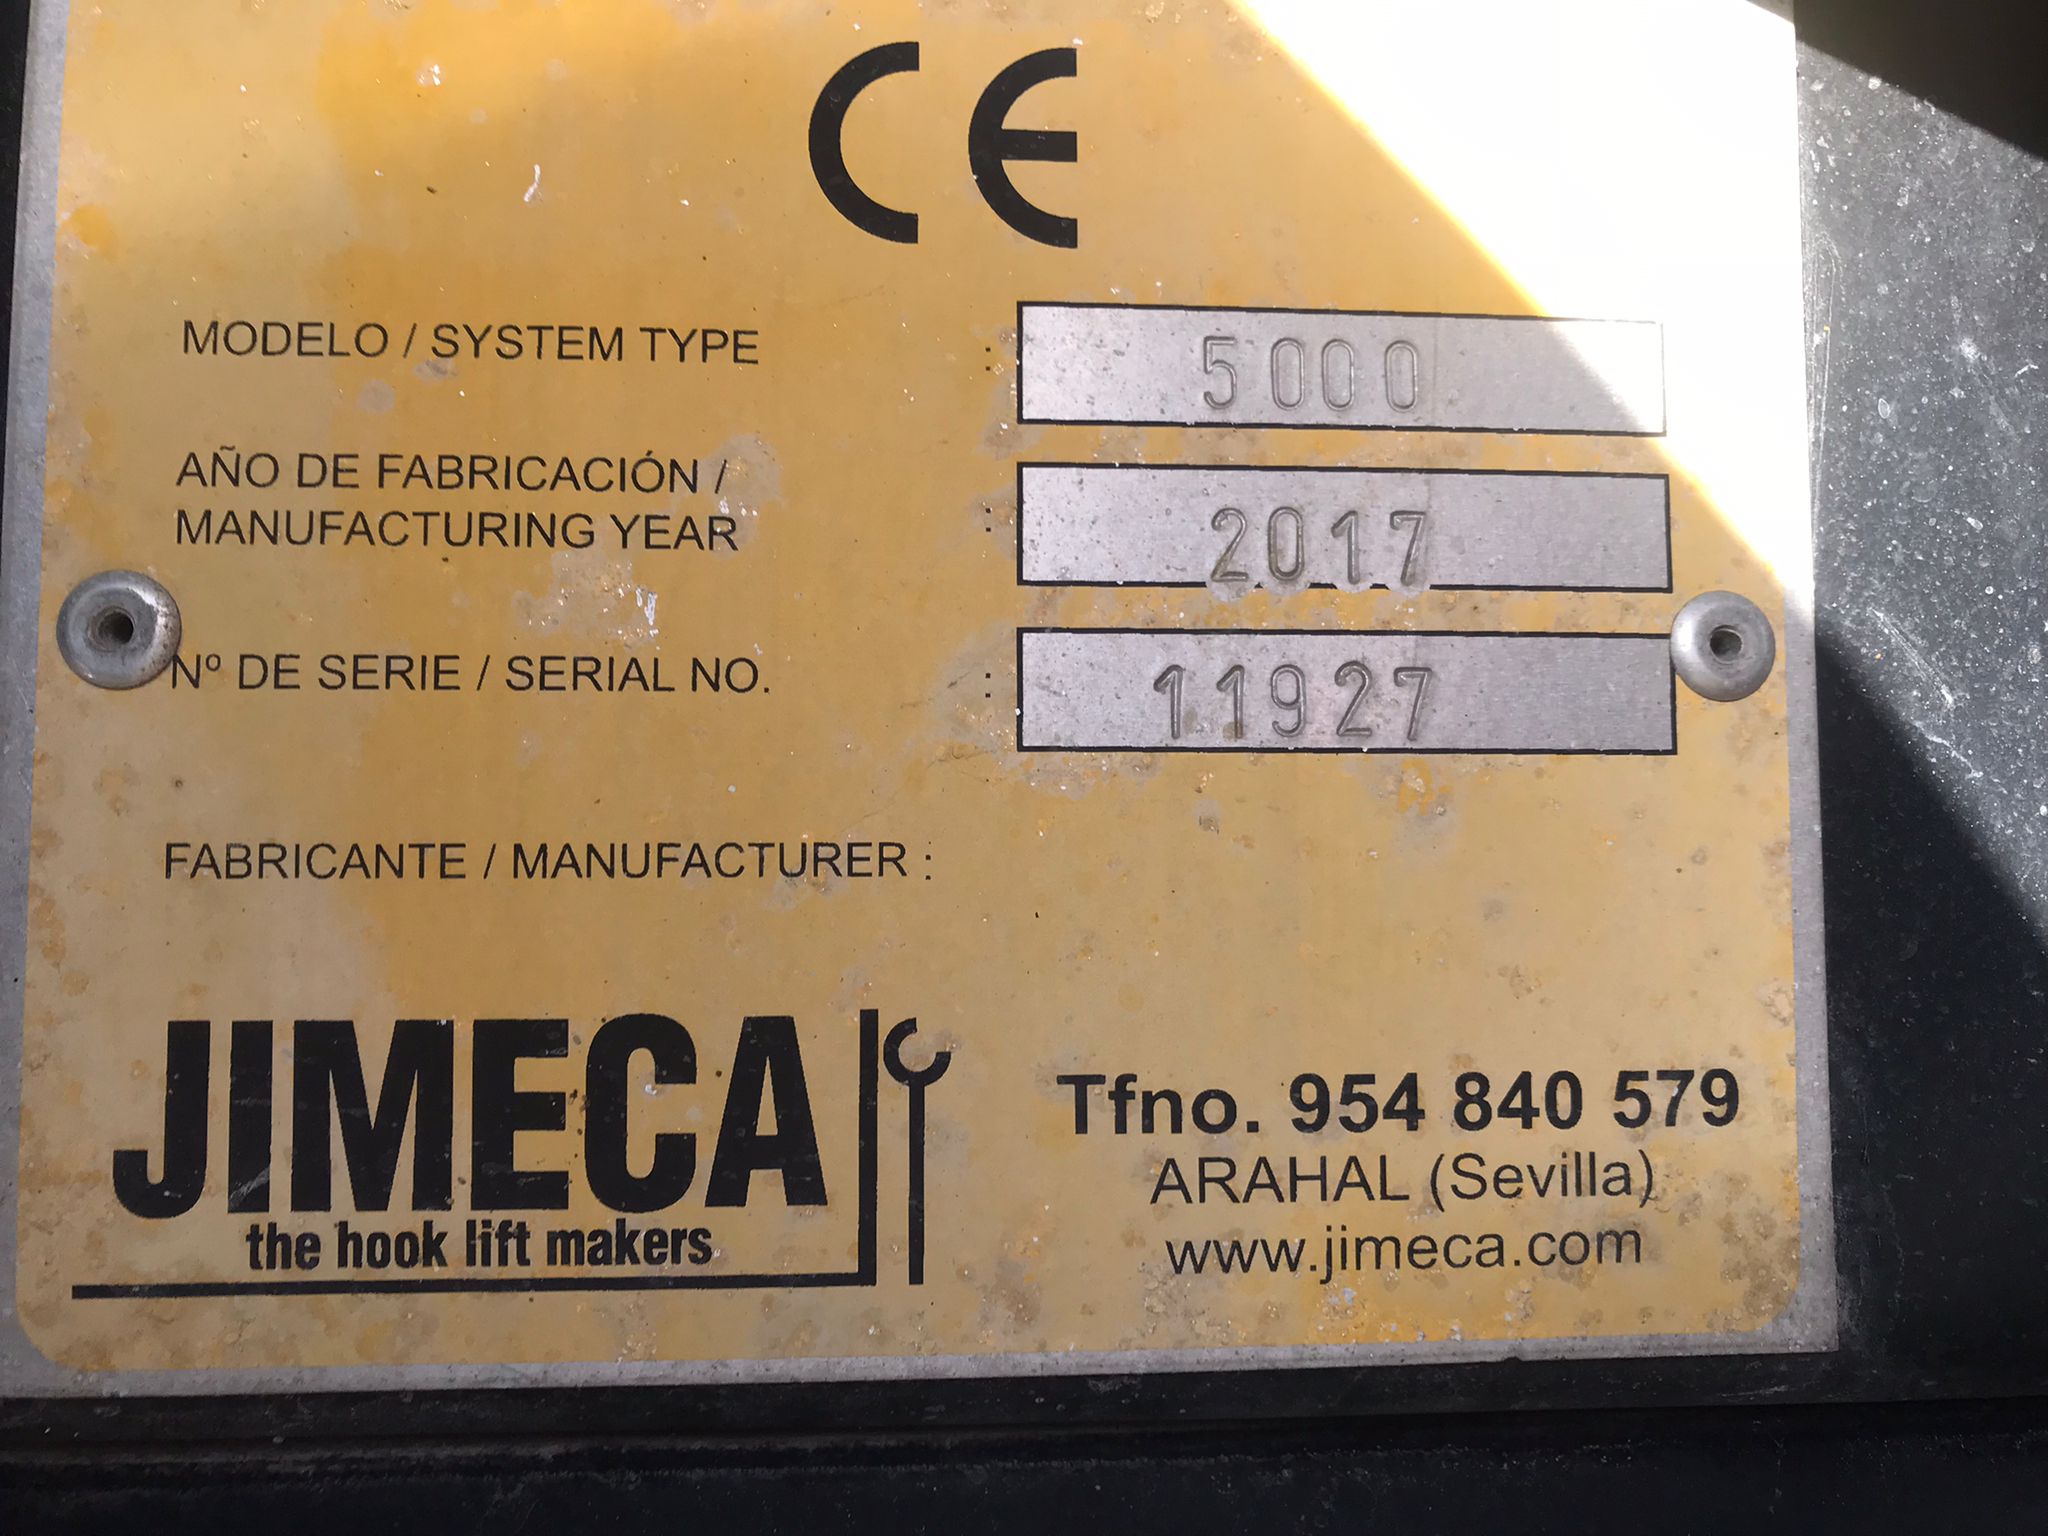 CE
MODELO / SYSTEM TYPE : 5000
AÑO DE FABRICACIÓN /
MANUFACTURING YEAR : 2017
Nº DE SERIE / SERIAL NO. : 11927
FABRICANTE / MANUFACTURER :
JIMECA
the hook lift makers
Tfno. 954 840 579
ARAHAL (Sevilla)
www.jimeca.com